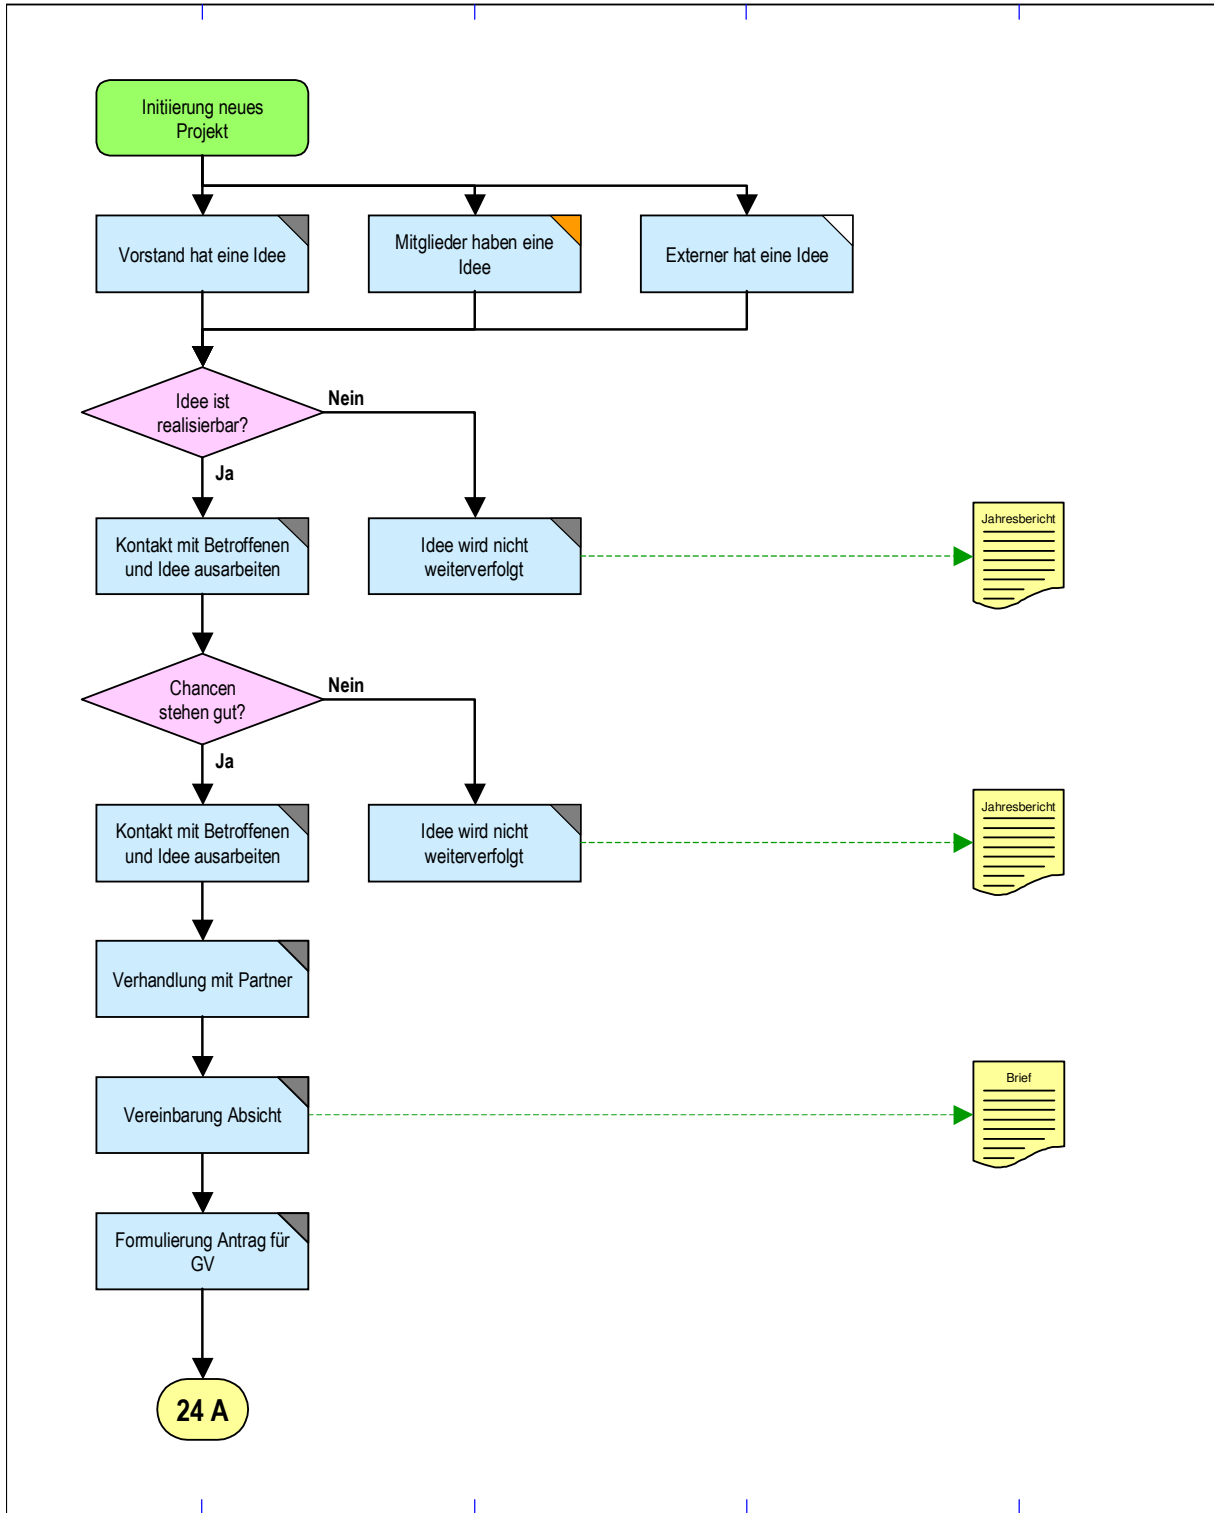 Initiierung neues
Projekt
Vorstand hat eine Idee
Mitglieder haben eine
Idee
Externer hat eine Idee
Idee ist
realisierbar?
Nein
Ja
Kontakt mit Betroffenen
und Idee ausarbeiten
Idee wird nicht
weiterverfolgt
Jahresbericht
Chancen
stehen gut?
Nein
Ja
Kontakt mit Betroffenen
und Idee ausarbeiten
Idee wird nicht
weiterverfolgt
Jahresbericht
Verhandlung mit Partner
Vereinbarung Absicht
Brief
Formulierung Antrag für
GV
24 A